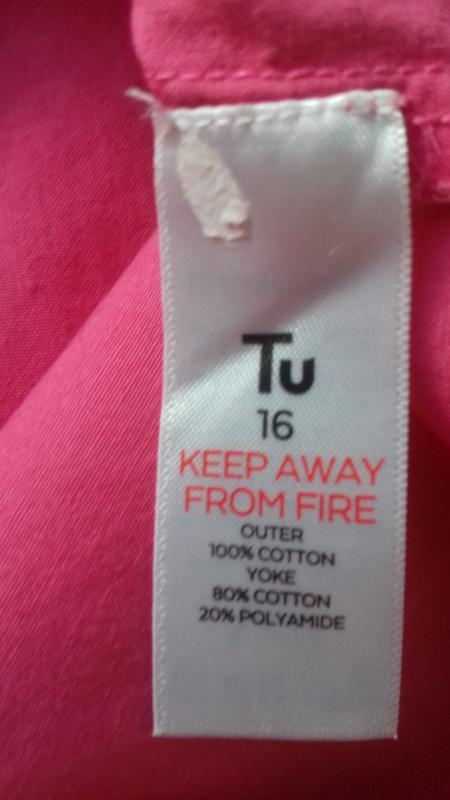 Tu
16
KEEP AWAY
FROM FIRE
OUTER
100% COTTON
YOKE
80% COTTON
20% POLYAMIDE